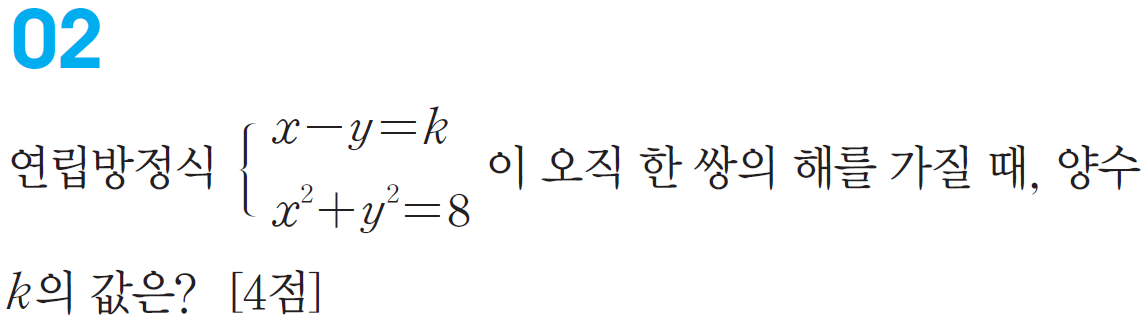 02
연립방정식 { x-y=k
x²+y²=8 이 오직 한 쌍의 해를 가질 때, 양수
k의 값은? [4점]